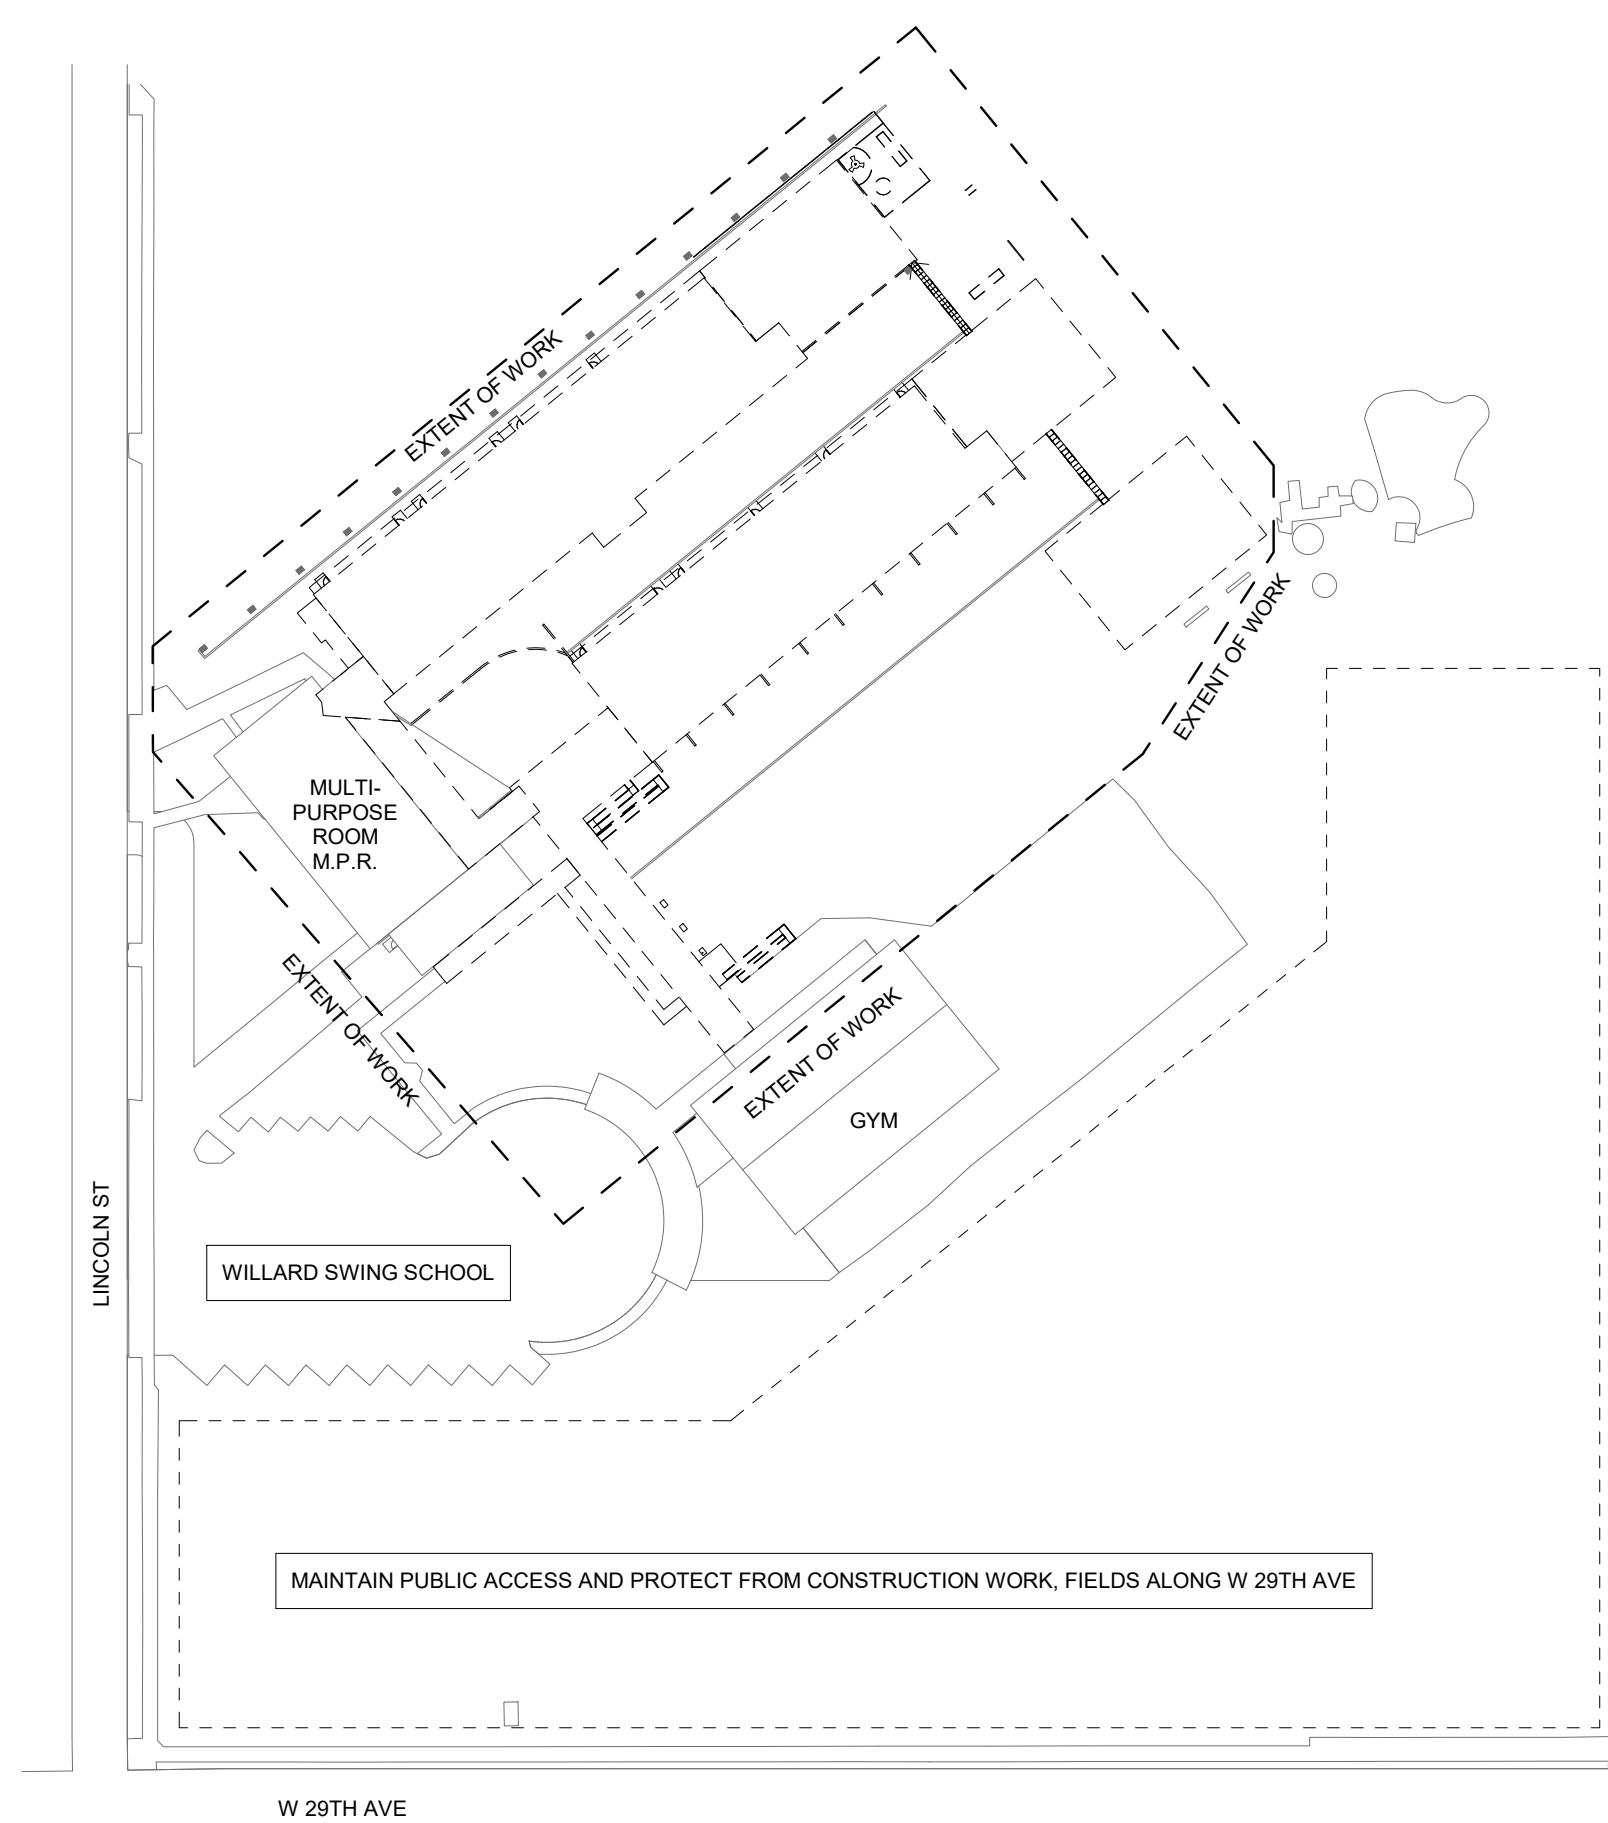 EXTENT OF WORK
EXTENT OF WORK
MULTI-
PURPOSE
ROOM
M.P.R.
EXTENT OF WORK
EXTENT OF WORK
GYM
LINCOLN ST
WILLARD SWING SCHOOL
MAINTAIN PUBLIC ACCESS AND PROTECT FROM CONSTRUCTION WORK, FIELDS ALONG W 29TH AVE
W 29TH AVE